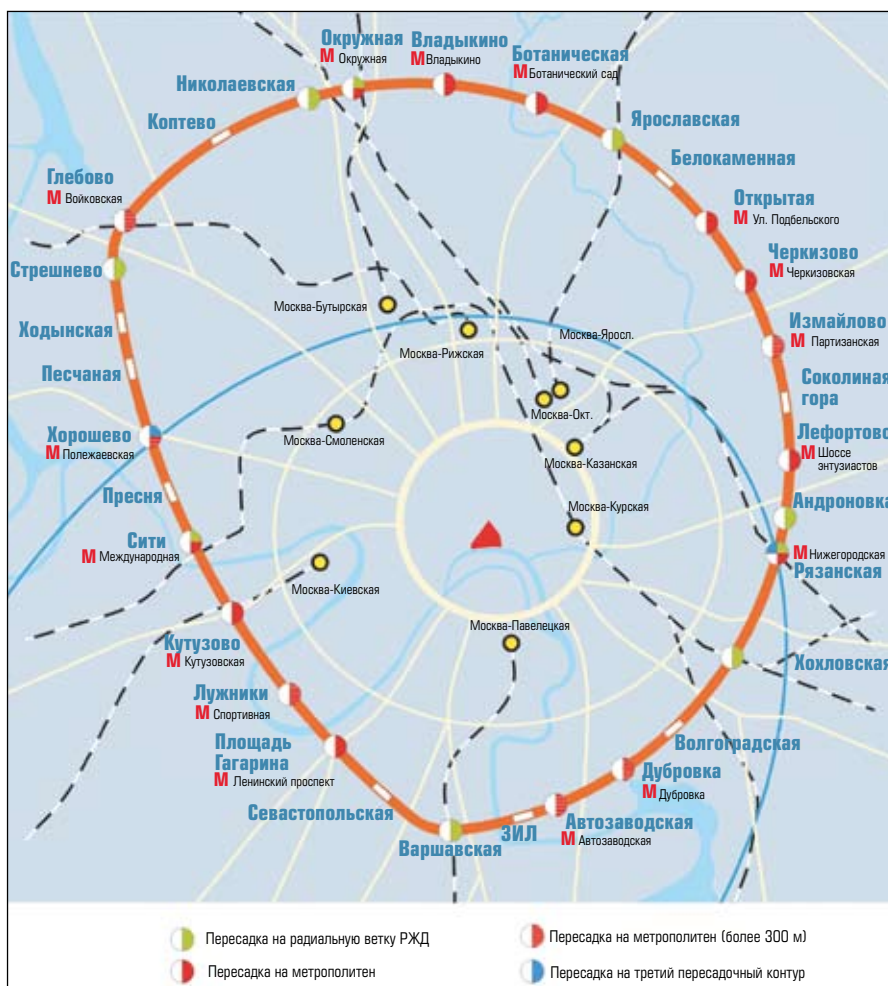 Окружная
М Окружная
Владыкино
М Владыкино
Ботаническая
М Ботанический сад
Николаевская
Коптево
Ярославская
Белокаменная
Глебово
М Войковская
Открытая
М Ул. Подбельского
Стрешнево
Черкизово
М Черкизовская
Ходынская
Москва-Бутырская
Измайлово
М Партизанская
Москва-Рижская
Москва-Яросл.
Песчаная
Соколиная
гора
Москва-Окт.
Хорошево
М Полежаевская
Москва-Смоленская
Москва-Казанская
Лефортово
М Шоссе
энтузиастов
Пресня
Москва-Курская
Андроновка
Сити
М Международная
М Нижегородская
Рязанская
Москва-Киевская
Кутузово
М Кутузовская
Москва-Павелецкая
Хохловская
Лужники
М Спортивная
Площадь
Гагарина
М Ленинский проспект
Волгоградская
Дубровка
М Дубровка
Севастопольская
Варшавская
ЗИЛ
Автозаводская
М Автозаводская
Пересадка на радиальную ветку РЖД
Пересадка на метрополитен (более 300 м)
Пересадка на метрополитен
Пересадка на третий пересадочный контур